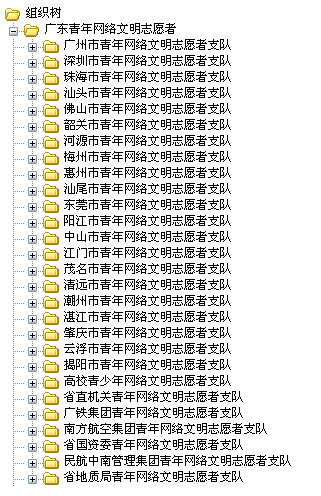 组织树
广东青年网络文明志愿者
广州市青年网络文明志愿者支队
深圳市青年网络文明志愿者支队
珠海市青年网络文明志愿者支队
汕头市青年网络文明志愿者支队
佛山市青年网络文明志愿者支队
韶关市青年网络文明志愿者支队
河源市青年网络文明志愿者支队
梅州市青年网络文明志愿者支队
惠州市青年网络文明志愿者支队
汕尾市青年网络文明志愿者支队
东莞市青年网络文明志愿者支队
阳江市青年网络文明志愿者支队
中山市青年网络文明志愿者支队
江门市青年网络文明志愿者支队
茂名市青年网络文明志愿者支队
清远市青年网络文明志愿者支队
潮州市青年网络文明志愿者支队
湛江市青年网络文明志愿者支队
肇庆市青年网络文明志愿者支队
云浮市青年网络文明志愿者支队
揭阳市青年网络文明志愿者支队
高校青少年网络文明志愿者支队
省直机关青年网络文明志愿者支队
广铁集团青年网络文明志愿者支队
南方航空集团青年网络文明志愿者支队
省国资委青年网络文明志愿者支队
民航中南管理集团青年网络文明志愿者支队
省地质局青年网络文明志愿者支队